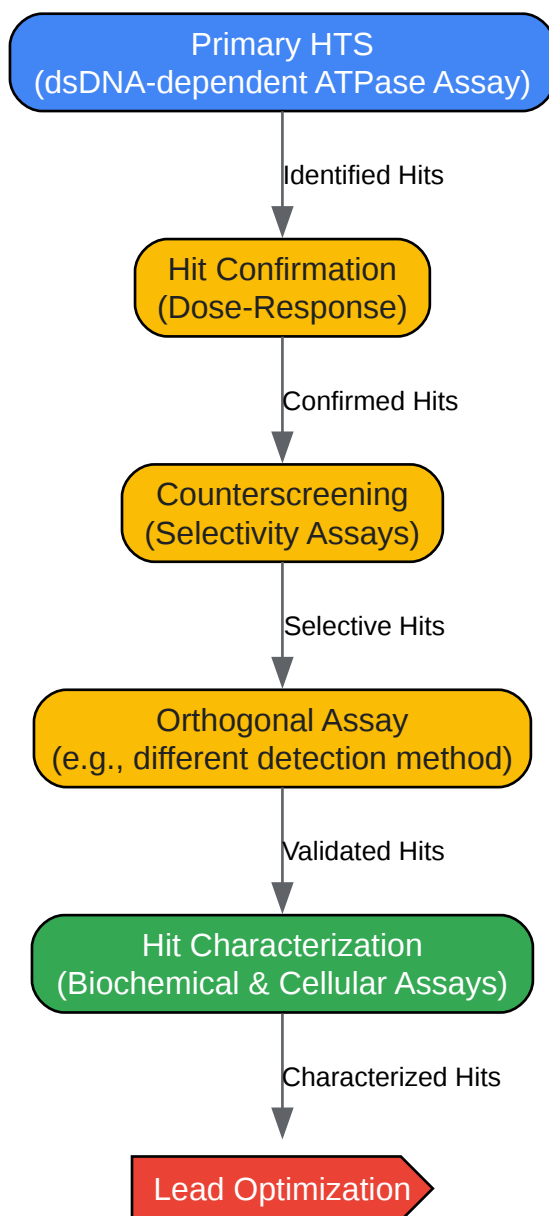 Primary HTS
(dsDNA-dependent ATPase Assay)
Identified Hits
Hit Confirmation
(Dose-Response)
Confirmed Hits
Counterscreening
(Selectivity Assays)
Selective Hits
Orthogonal Assay
(e.g., different detection method)
Validated Hits
Hit Characterization
(Biochemical & Cellular Assays)
Characterized Hits
Lead Optimization